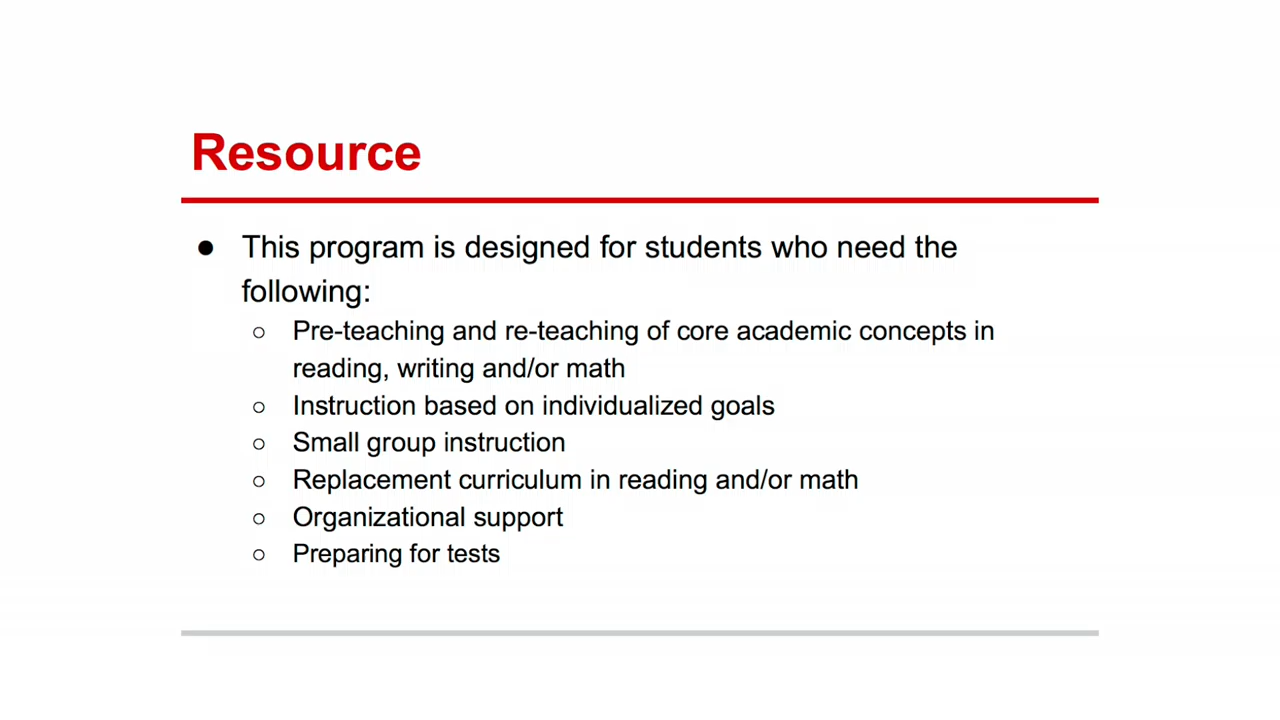 Resource
● This program is designed for students who need the
following:
○ Pre-teaching and re-teaching of core academic concepts in
reading, writing and/or math
○ Instruction based on individualized goals
○ Small group instruction
○ Replacement curriculum in reading and/or math
○ Organizational support
○ Preparing for tests